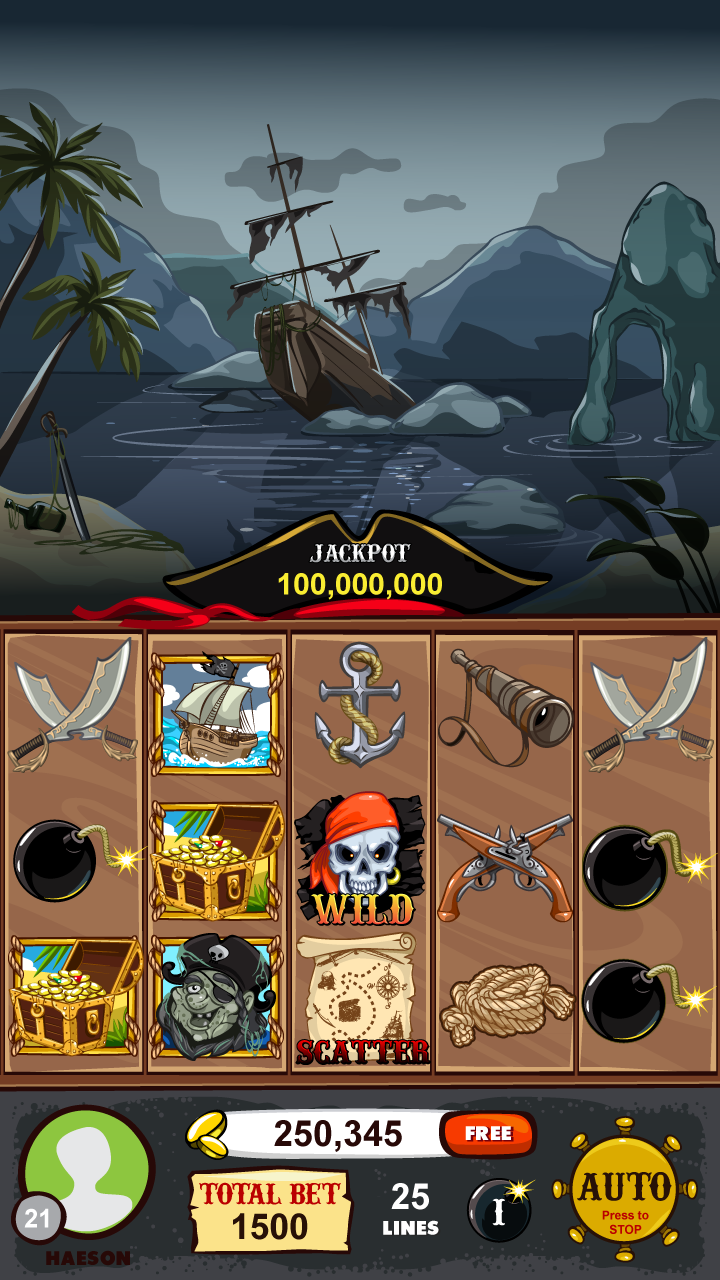 JACKPOT
100,000,000
WILD
SCATTER
250,345
FREE
TOTAL BET
1500
25
LINES
I
AUTO
Press to
STOP
21
HAESON